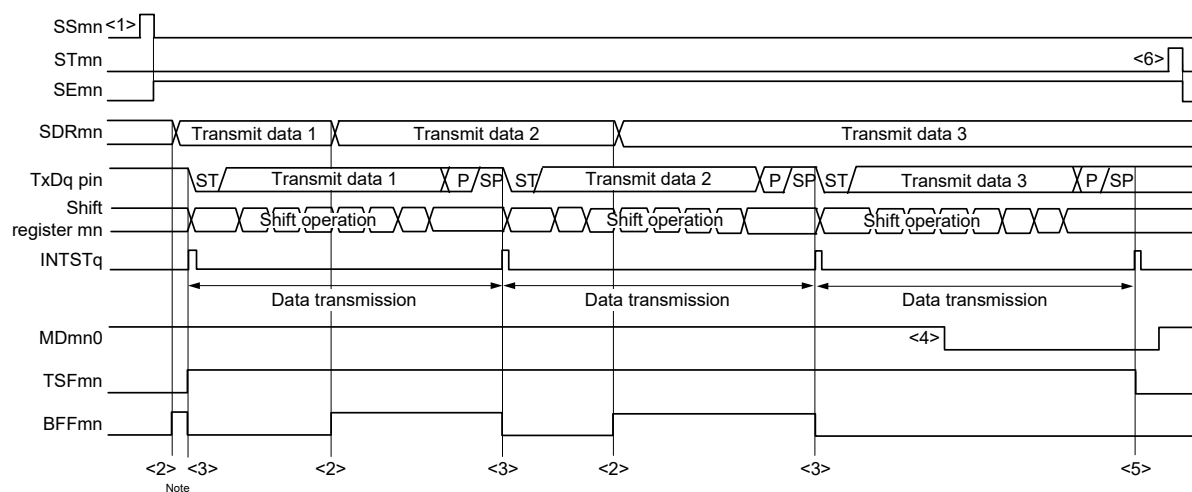 SSmn <1>
STmn <6>
SEmn
SDRmn Transmit data 1 Transmit data 2 Transmit data 3
TxDq pin ST Transmit data 1 P SP ST Transmit data 2 P SP ST Transmit data 3 P SP
Shift
register mn Shift operation Shift operation Shift operation
INTSTq
Data transmission Data transmission Data transmission
MDmn0 <4>
TSFmn
BFFmn
<2> <3> <2> <3> <2> <3> <5>
Note